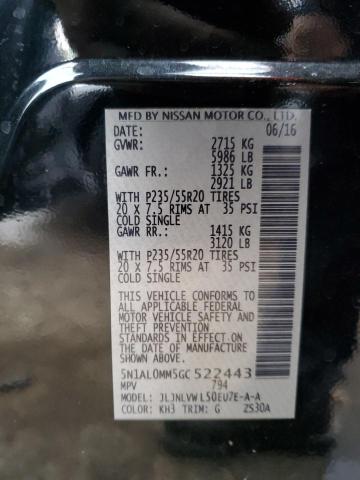 MFD BY NISSAN MOTOR CO., LTD.
DATE: 06/16
GVWR: 2715 KG
5986 LB
GAWR FR.: 1325 KG
2921 LB
WITH P235/55R20 TIRES
20 X 7.5 RIMS AT 35 PSI
COLD SINGLE
GAWR RR.: 1415 KG
3120 LB
WITH P235/55R20 TIRES
20 X 7.5 RIMS AT 35 PSI
COLD SINGLE
THIS VEHICLE CONFORMS TO
ALL APPLICABLE FEDERAL
MOTOR VEHICLE SAFETY AND
THEFT PREVENTION
STANDARDS IN EFFECT ON
THE DATE OF MANUFACTURE
SHOWN ABOVE.
5N1AL0MM5GC 522443
MPV 794
MODEL: JLJNLVWL50EU7E-A-A
COLOR: KH3 TRIM: G ZS30A